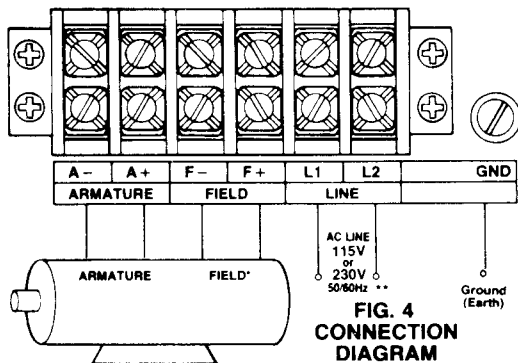 A- A+ F- F+ L1 L2 GND
ARMATURE FIELD LINE
ARMATURE FIELD*
AC LINE
115V
or
230V
50/60Hz **
Ground
(Earth)
FIG. 4
CONNECTION
DIAGRAM